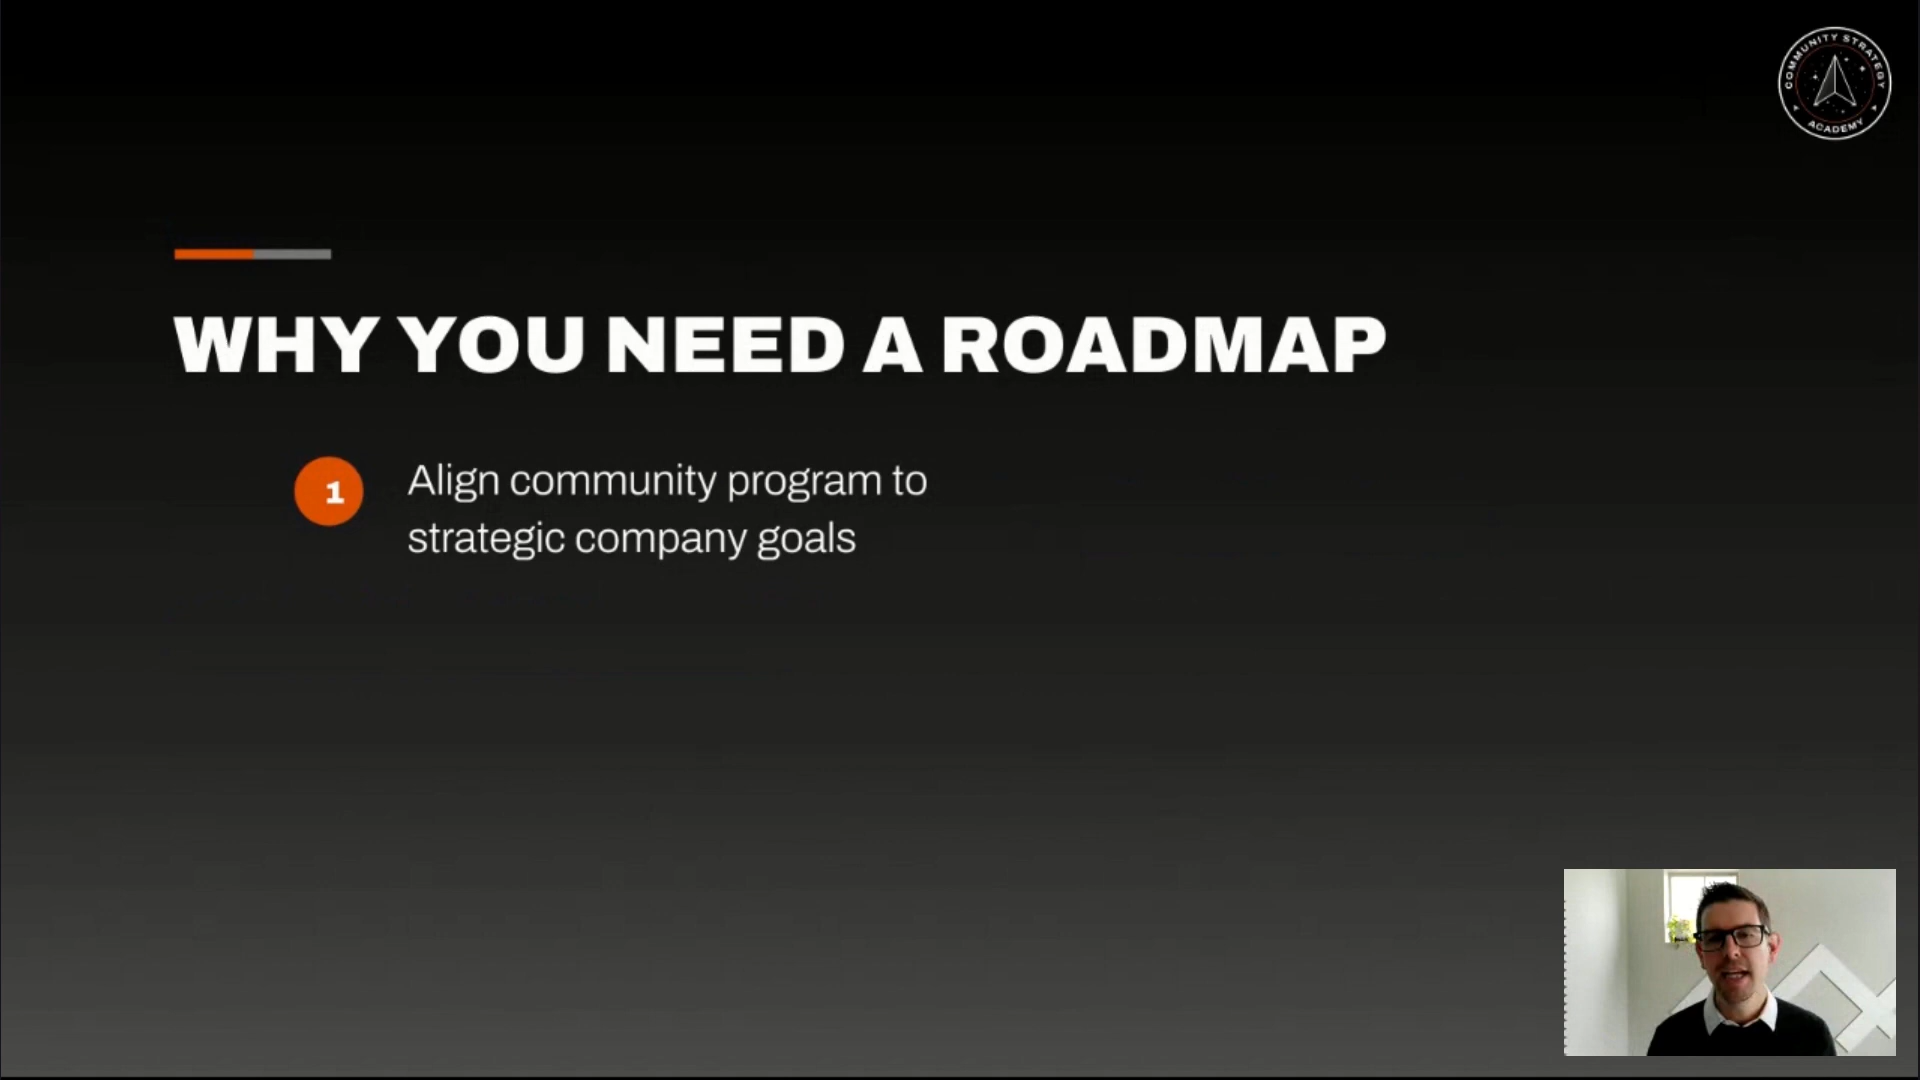 COMMUNITY STRATEGY
ACADEMY
WHY YOU NEED A ROADMAP
1
Align community program to
strategic company goals